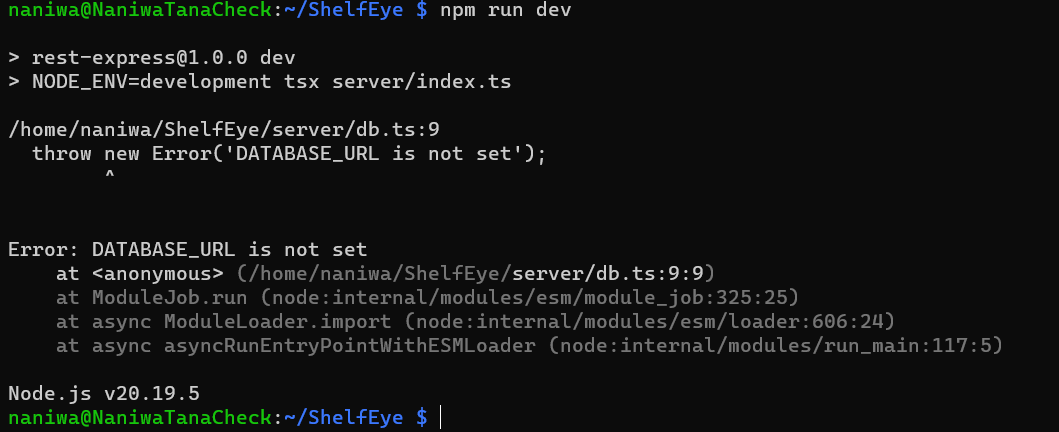 naniwa@NaniwaTanaCheck:~/ShelfEye $ npm run dev
> rest-express@1.0.0 dev
> NODE_ENV=development tsx server/index.ts
/home/naniwa/ShelfEye/server/db.ts:9
  throw new Error('DATABASE_URL is not set');
        ^
Error: DATABASE_URL is not set
    at <anonymous> (/home/naniwa/ShelfEye/server/db.ts:9:9)
    at ModuleJob.run (node:internal/modules/esm/module_job:325:25)
    at async ModuleLoader.import (node:internal/modules/esm/loader:606:24)
    at async asyncRunEntryPointWithESMLoader (node:internal/modules/run_main:117:5)
Node.js v20.19.5
naniwa@NaniwaTanaCheck:~/ShelfEye $